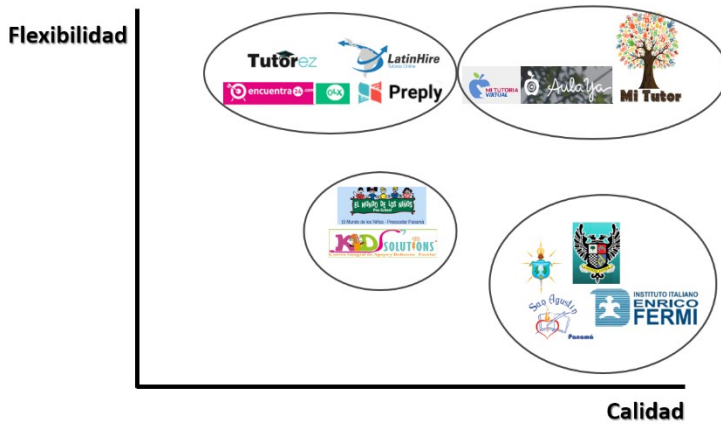 Flexibilidad
Tutorez
LatinHire
encuentra24.com
OLX
Preply
MI TUTORIA
VIRTUAL
AulaYa
Mi Tutor
EL MUNDO DE LOS NIÑOS
El Mundo de los Niños - Preescolar Panamá
KIDS SOLUTIONS
San Agustín
Panamá
INSTITUTO ITALIANO
ENRICO
FERMI
Calidad